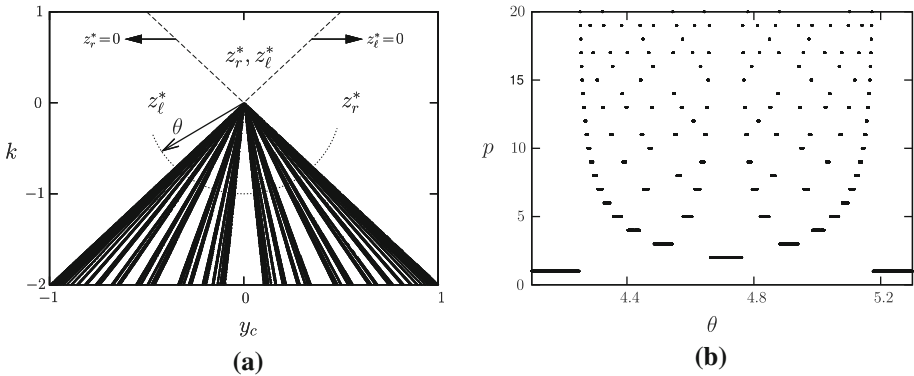 1
0
−1
−2
k
z*_r=0
z*_ℓ=0
z*_r, z*_ℓ
z*_ℓ
z*_r
θ
−1
0
1
y_c
(a)
20
15
10
5
0
p
4.4
4.8
5.2
θ
(b)